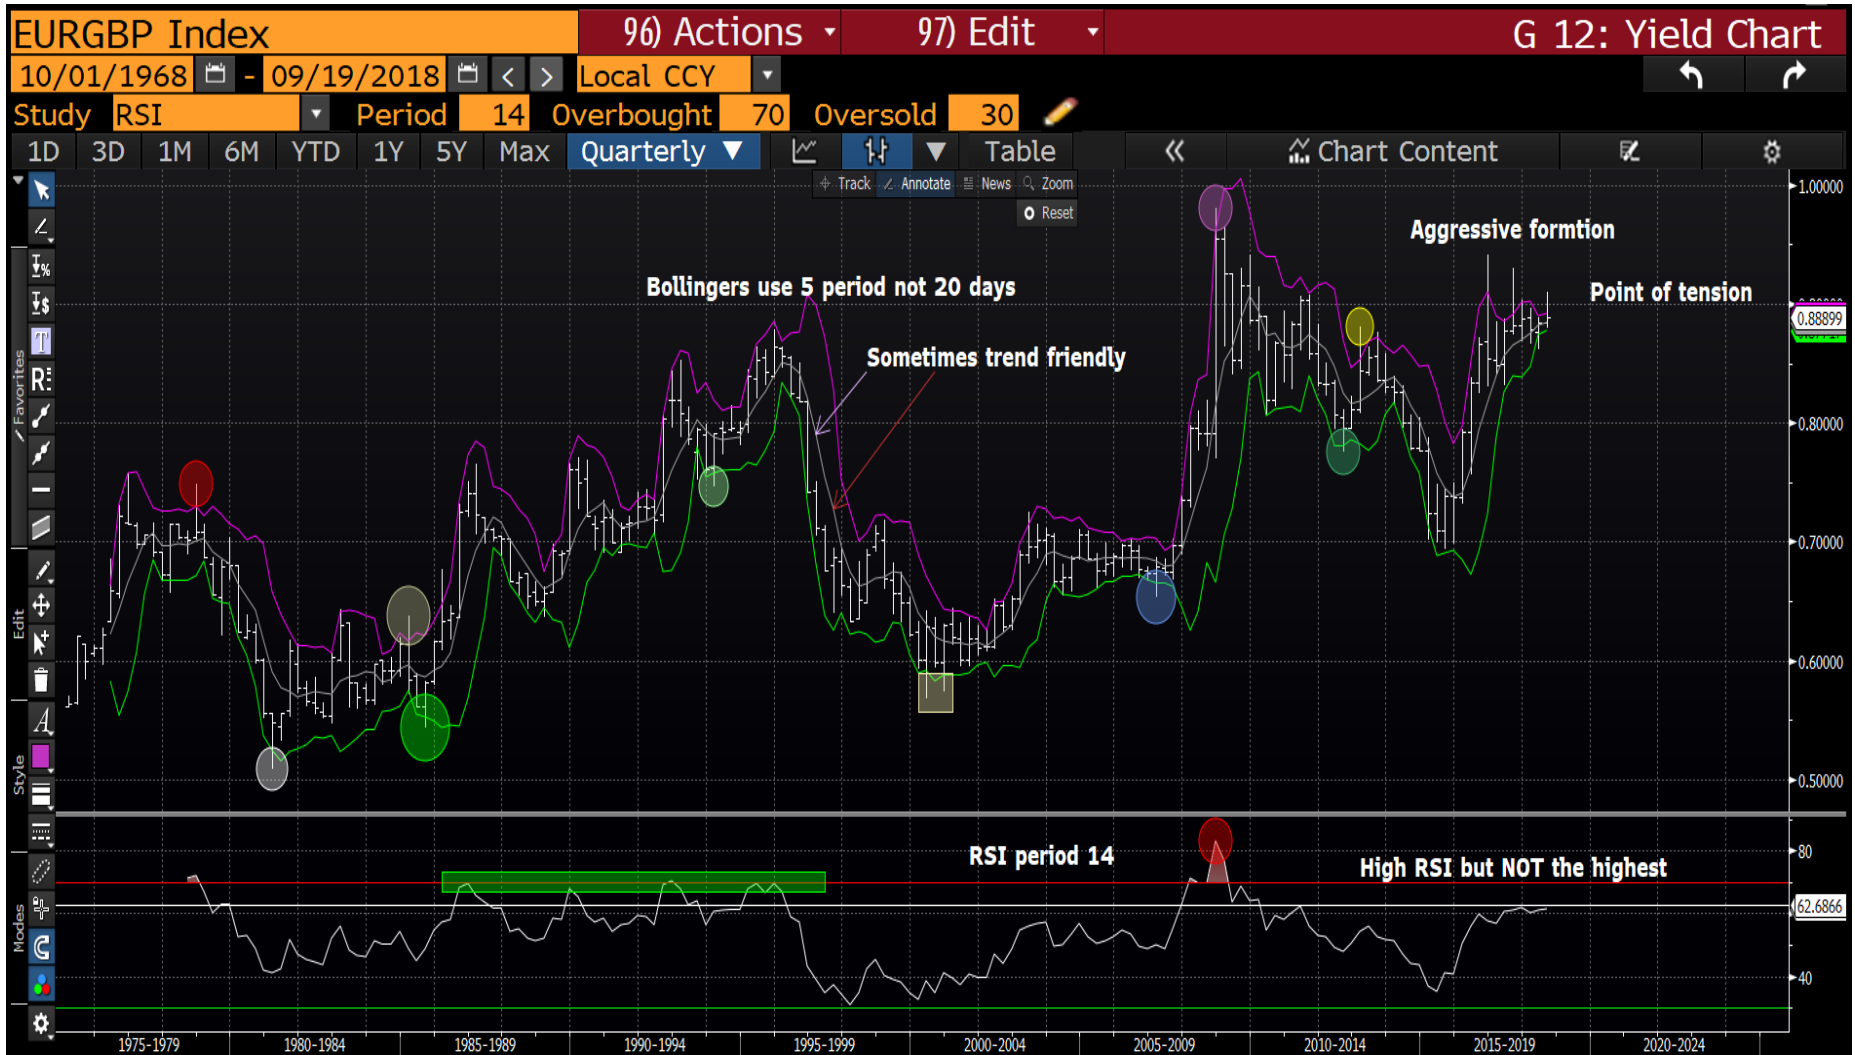 EURGBP Index 96) Actions 97) Edit G 12: Yield Chart
10/01/1968 - 09/19/2018 < > Local CCY
Study RSI Period 14 Overbought 70 Oversold 30
1D 3D 1M 6M YTD 1Y 5Y Max Quarterly Table « Chart Content
Track Annotate News Zoom
Reset
1.00000
Aggressive formtion
Bollingers use 5 period not 20 days
Point of tension
0.88899
Sometimes trend friendly
0.80000
0.70000
0.60000
0.50000
Favorites
Edit
Style
Modes
RSI period 14
80
High RSI but NOT the highest
62.6866
40
1975-1979 1980-1984 1985-1989 1990-1994 1995-1999 2000-2004 2005-2009 2010-2014 2015-2019 2020-2024